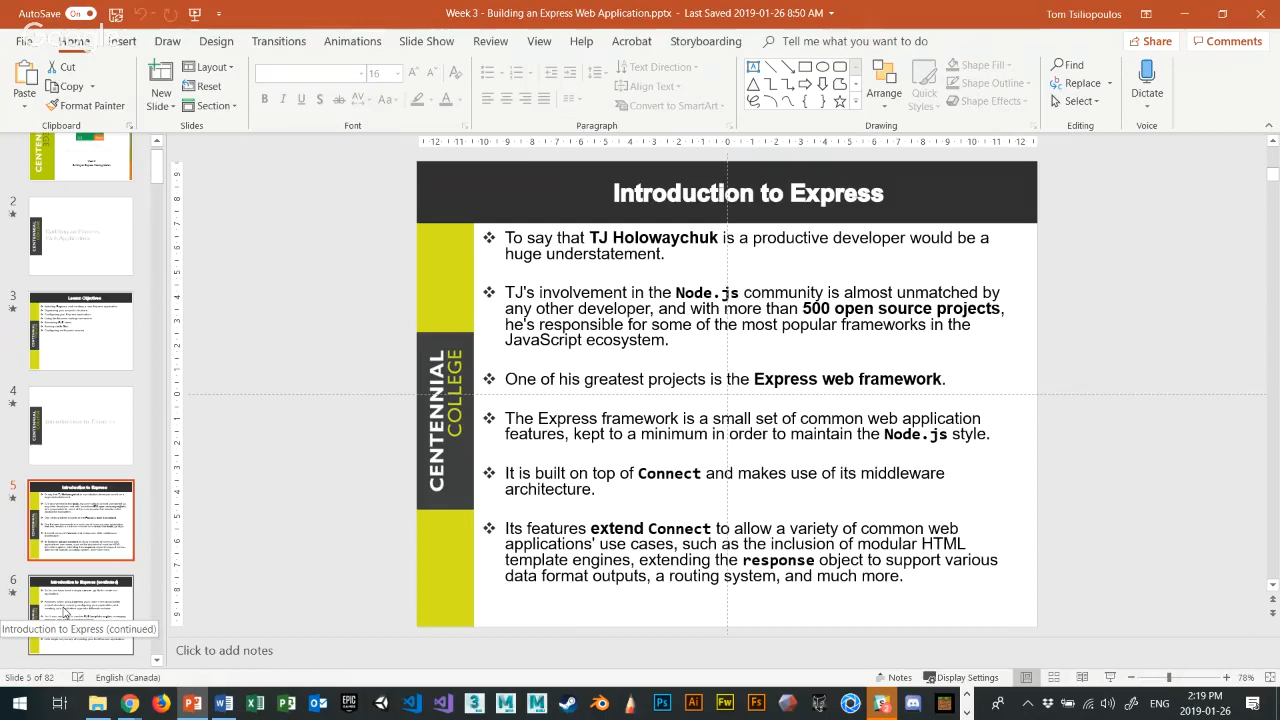 AutoSave On
Week3 - Building an Express Web Application.pptx - Last Modified: 2019-01-25 2:50 AM
Tom Tsiliopoulos
Insert Draw Design Transitions Animations Slide Show Review View Help Acrobat Storyboarding Tell me what you want to do Share Comments
Paste
Cut
Copy
Format Painter
Clipboard
New Slide
Layout
Reset
Section
Slides
16
Font
Text Direction
Align Text
Convert to SmartArt
Paragraph
Arrange
Quick Styles
Shape Fill
Shape Outline
Shape Effects
Drawing
Find
Replace
Select
Editing
Dictate
Voice
Introduction to Express
❖ To say that TJ Holowaychuk is a productive developer would be a
huge understatement.
❖ TJ's involvement in the Node.js community is almost unmatched by
any other developer, and with more than 500 open source projects,
he's responsible for some of the most popular frameworks in the
JavaScript ecosystem.
❖ One of his greatest projects is the Express web framework.
❖ The Express framework is a small set of common web application
features, kept to a minimum in order to maintain the Node.js style.
❖ It is built on top of Connect and makes use of its middleware
architecture.
❖ Its features extend Connect to allow a variety of common web
applications' use cases, such as the inclusion of modular HTML
template engines, extending the response object to support various
data format outputs, a routing system, and much more.
CENTENNIAL
COLLEGE
Introduction to Express (continued)
Click to add notes
Slide 5 of 82 English (Canada) Notes Display Settings 78%
ENG
2:19 PM
2019-01-26